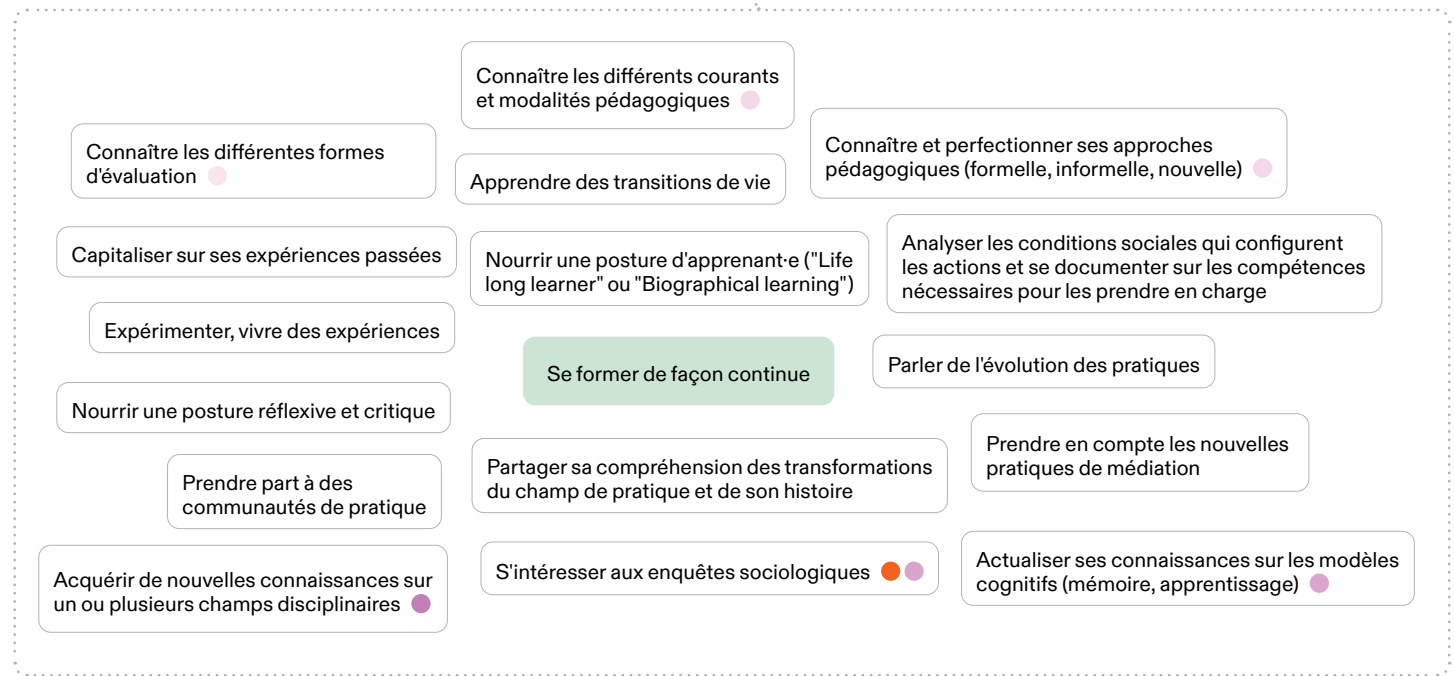 Connaître les différents courants
et modalités pédagogiques
Connaître les différentes formes
d'évaluation
Apprendre des transitions de vie
Connaître et perfectionner ses approches
pédagogiques (formelle, informelle, nouvelle)
Capitaliser sur ses expériences passées
Nourrir une posture d'apprenant·e ("Life
long learner" ou "Biographical learning")
Analyser les conditions sociales qui configurent
les actions et se documenter sur les compétences
nécessaires pour les prendre en charge
Expérimenter, vivre des expériences
Se former de façon continue
Parler de l'évolution des pratiques
Nourrir une posture réflexive et critique
Partager sa compréhension des transformations
du champ de pratique et de son histoire
Prendre en compte les nouvelles
pratiques de médiation
Prendre part à des
communautés de pratique
Acquérir de nouvelles connaissances sur
un ou plusieurs champs disciplinaires
S'intéresser aux enquêtes sociologiques
Actualiser ses connaissances sur les modèles
cognitifs (mémoire, apprentissage)